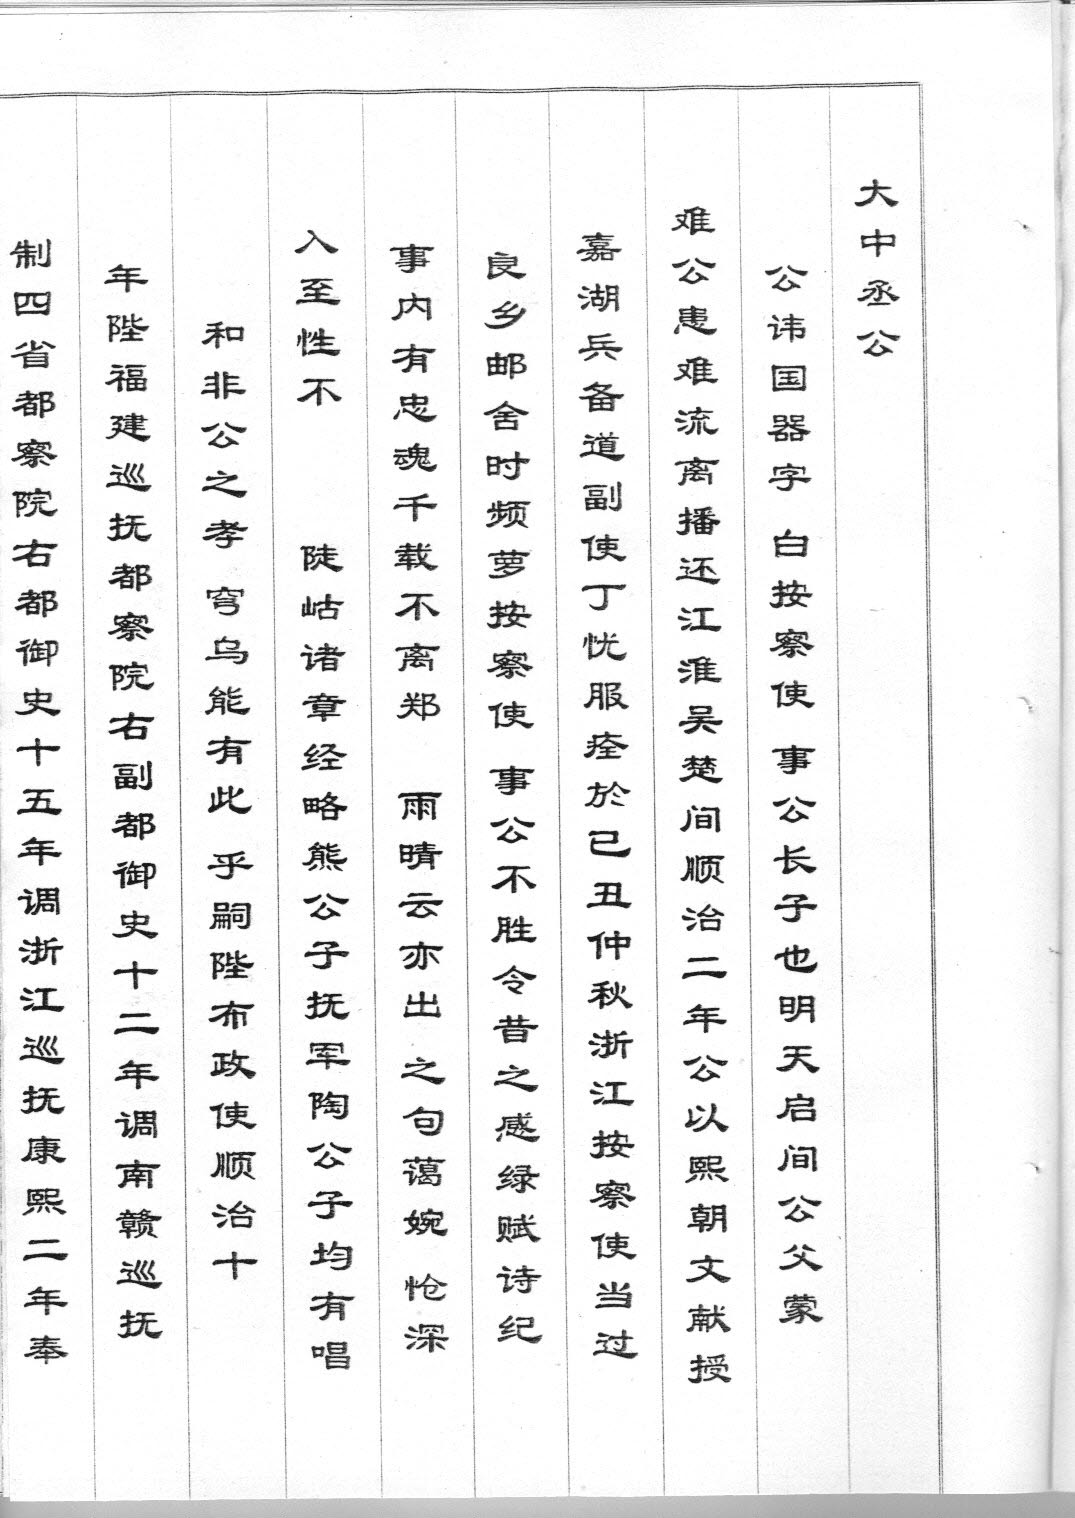 大中丞公
公讳国器字　白按察使　事公长子也明天启间公父蒙
难公患难流离播还江淮吴楚间顺治二年公以熙朝文献授
嘉湖兵备道副使丁忧服痊於已丑仲秋浙江按察使当过
良乡邮舍时频萝按察使　事公不胜令昔之感绿赋诗纪
事内有忠魂千载不离郑　雨晴云亦出　之句蔼婉　怆深
入至性不　　陡岵诸章经略熊公子抚军陶公子均有唱
和非公之孝　穹乌能有此　乎嗣陛布政使顺治十
年陛福建巡抚都察院右副都御史十二年调南赣巡抚
制四省都察院右都御史十五年调浙江巡抚康熙二年奉